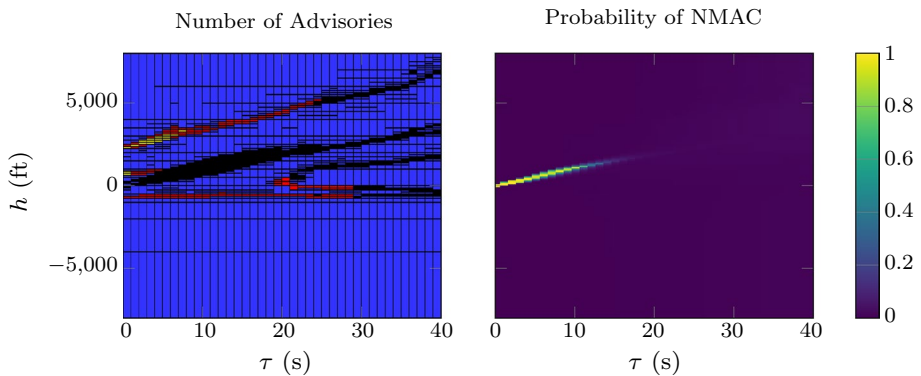 Number of Advisories
Probability of NMAC
h (ft)
5,000
0
−5,000
0 10 20 30 40
τ (s)
0 10 20 30 40
τ (s)
1
0.8
0.6
0.4
0.2
0